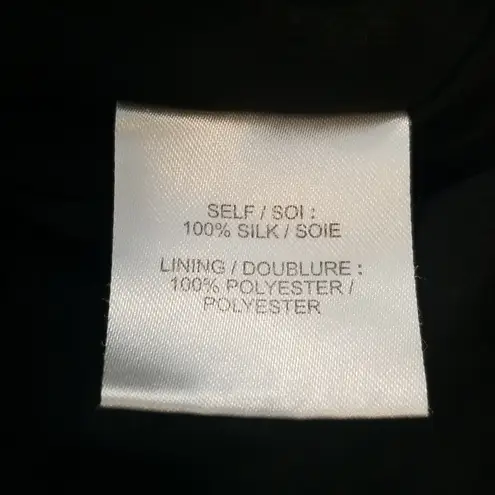 SELF / SOI :
100% SILK / SOIE
LINING / DOUBLURE :
100% POLYESTER /
POLYESTER